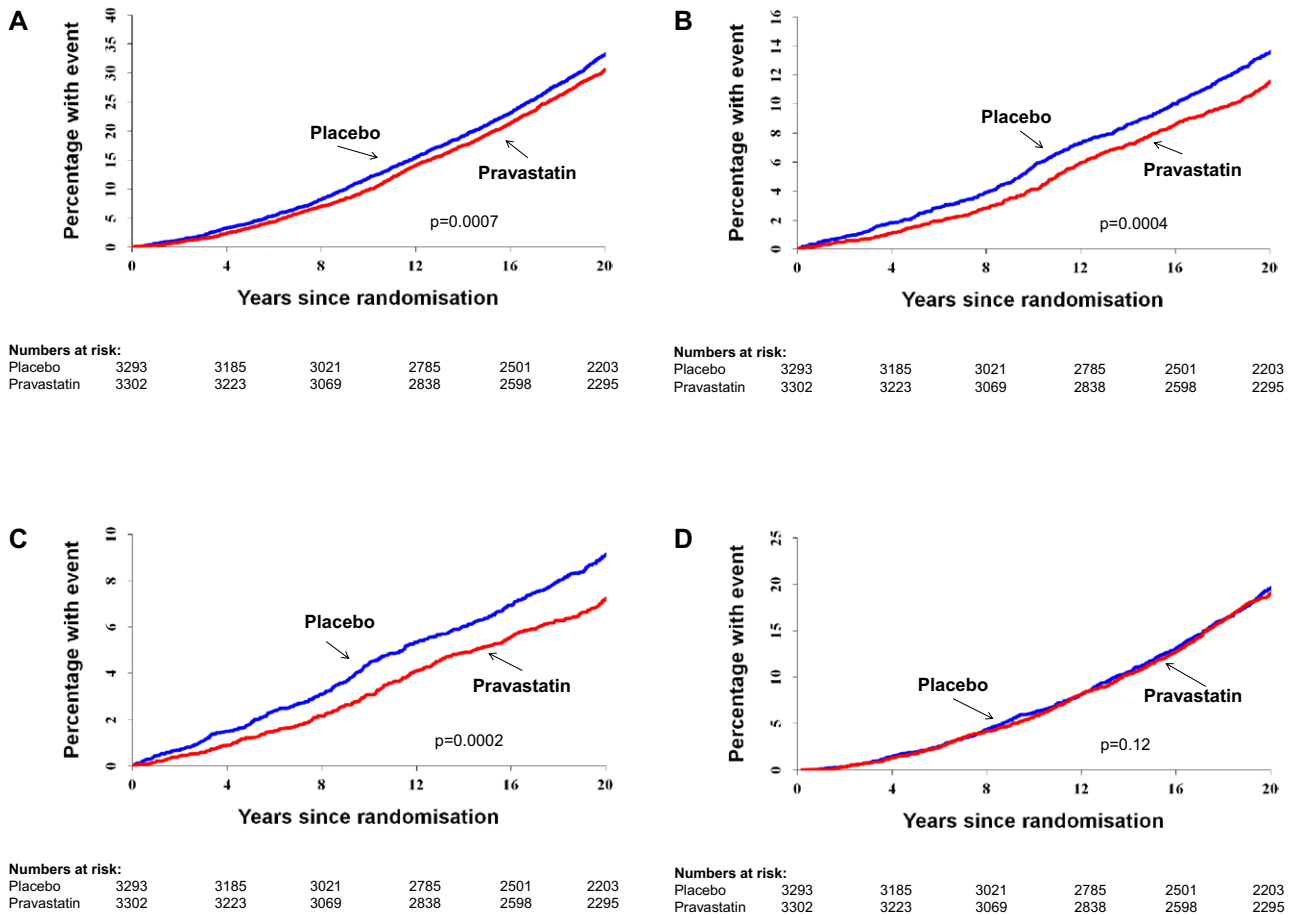 A
Percentage with event
40
35
30
25
20
15
10
5
0
Placebo
Pravastatin
p=0.0007
0 4 8 12 16 20
Years since randomisation
Numbers at risk:
Placebo 3293 3185 3021 2785 2501 2203
Pravastatin 3302 3223 3069 2838 2598 2295
B
Percentage with event
16
14
12
10
8
6
4
2
0
Placebo
Pravastatin
p=0.0004
0 4 8 12 16 20
Years since randomisation
Numbers at risk:
Placebo 3293 3185 3021 2785 2501 2203
Pravastatin 3302 3223 3069 2838 2598 2295
C
Percentage with event
10
8
6
4
2
0
Placebo
Pravastatin
p=0.0002
0 4 8 12 16 20
Years since randomisation
Numbers at risk:
Placebo 3293 3185 3021 2785 2501 2203
Pravastatin 3302 3223 3069 2838 2598 2295
D
Percentage with event
25
20
15
10
5
0
Placebo
Pravastatin
p=0.12
0 4 8 12 16 20
Years since randomisation
Numbers at risk:
Placebo 3293 3185 3021 2785 2501 2203
Pravastatin 3302 3223 3069 2838 2598 2295